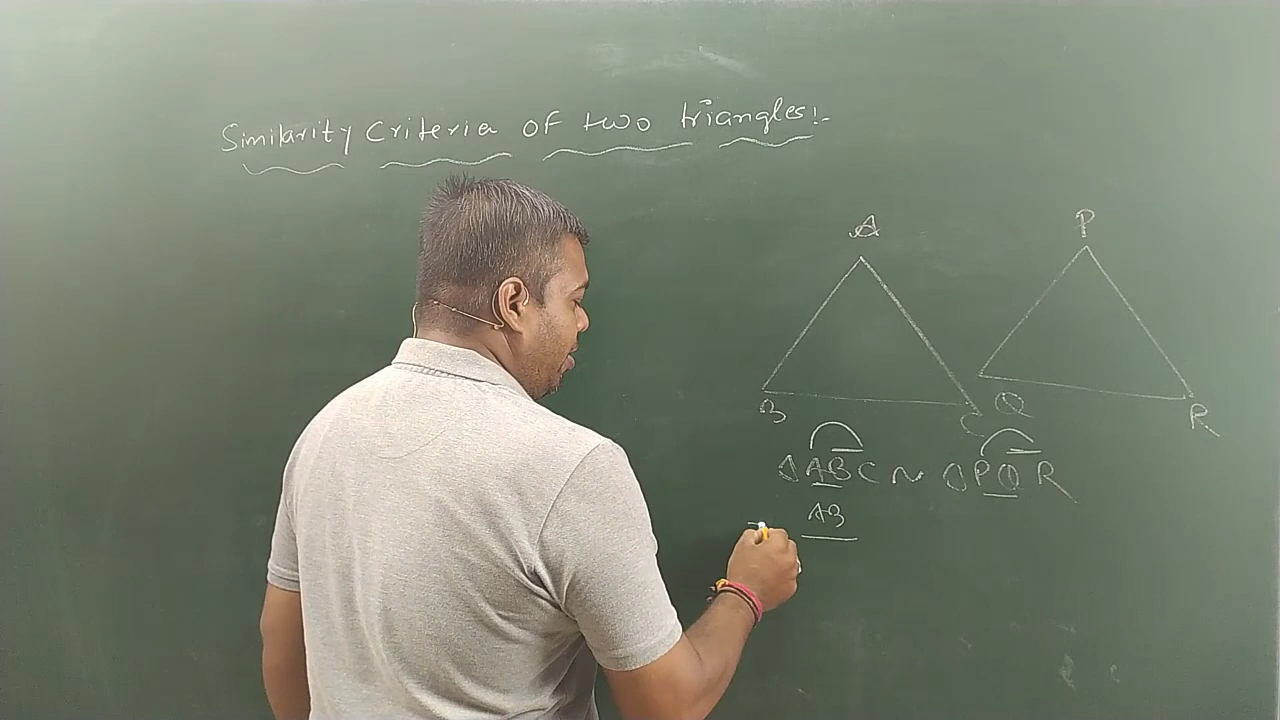 Similarity Criteria of two triangles:-
A P
B C Q R
Δ ABC ~ Δ PQR
AB